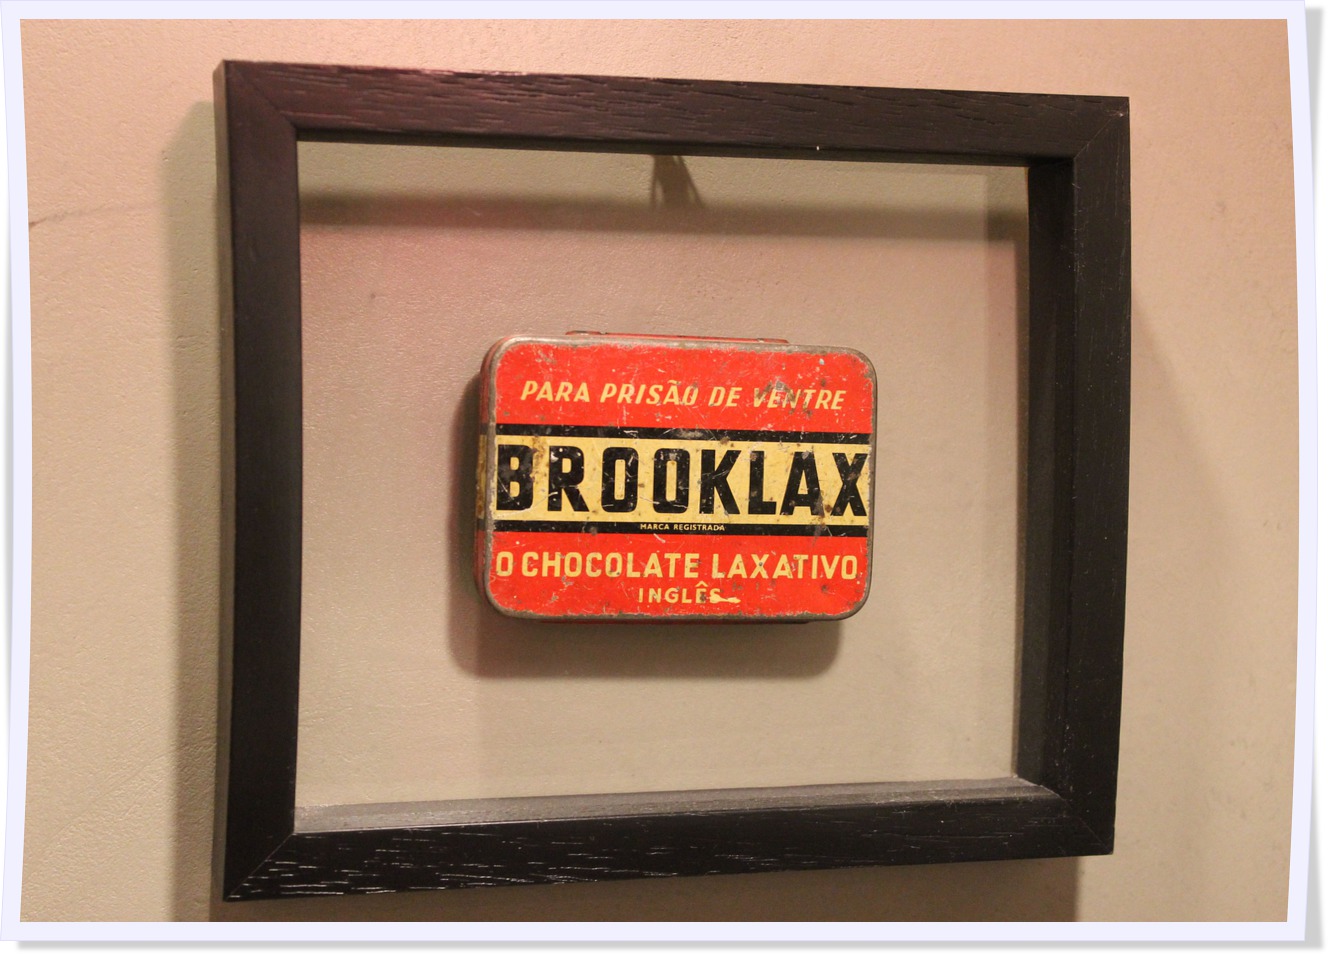 PARA PRISÃO DE VENTRE
BROOKLAX
MARCA REGISTRADA
O CHOCOLATE LAXATIVO
INGLÊS